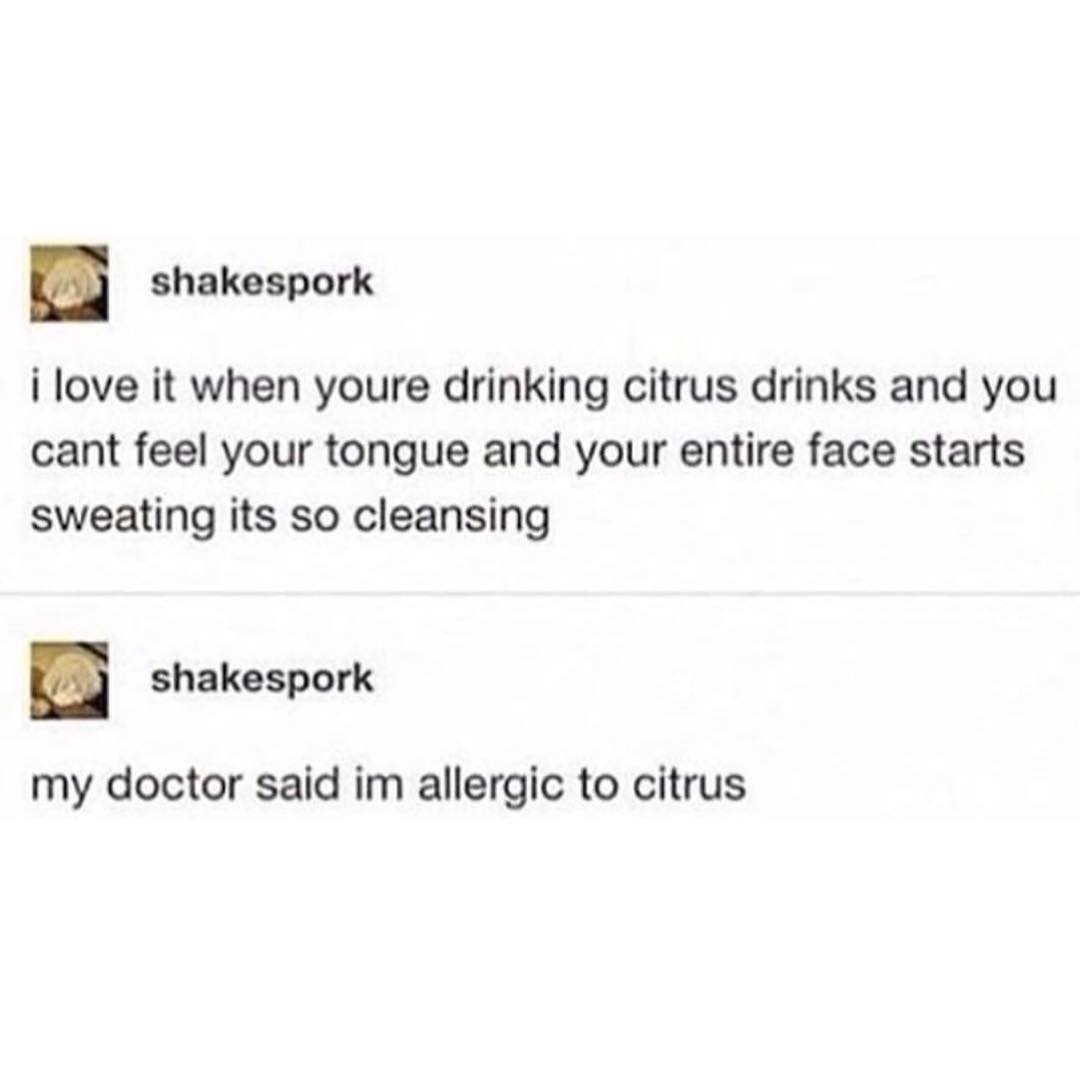 shakespork
i love it when youre drinking citrus drinks and you
cant feel your tongue and your entire face starts
sweating its so cleansing
shakespork
my doctor said im allergic to citrus